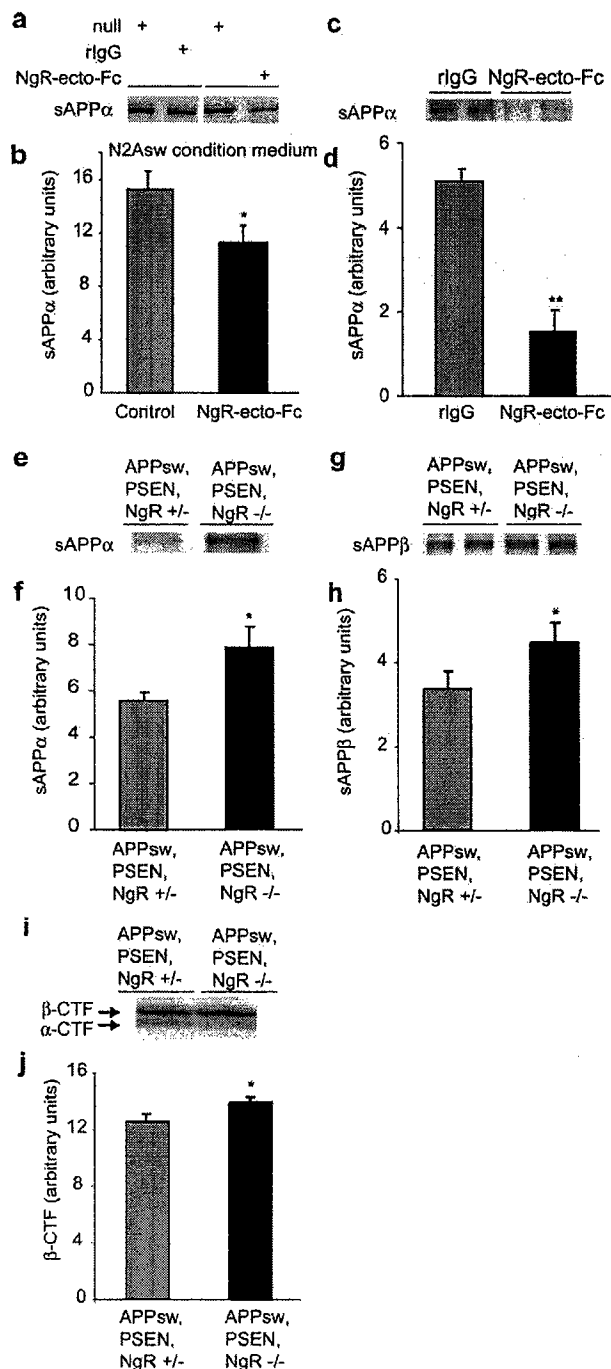 a
null + +
rIgG +
NgR-ecto-Fc +
sAPPα
b
N2Asw condition medium
sAPPα (arbitrary units)
16
12
8
4
0
*
Control NgR-ecto-Fc
c
rIgG NgR-ecto-Fc
sAPPα
d
sAPPα (arbitrary units)
6
4
2
0
**
rIgG NgR-ecto-Fc
e
APPsw, APPsw,
PSEN, PSEN,
NgR +/- NgR -/-
sAPPα
f
sAPPα (arbitrary units)
10
8
6
4
2
0
*
APPsw, APPsw,
PSEN, PSEN,
NgR +/- NgR -/-
g
APPsw, APPsw,
PSEN, PSEN,
NgR +/- NgR -/-
sAPPβ
h
sAPPβ (arbitrary units)
6
4
2
0
*
APPsw, APPsw,
PSEN, PSEN,
NgR +/- NgR -/-
i
APPsw, APPsw,
PSEN, PSEN,
NgR +/- NgR -/-
β-CTF
α-CTF
j
β-CTF (arbitrary units)
16
12
8
4
0
*
APPsw, APPsw,
PSEN, PSEN,
NgR +/- NgR -/-